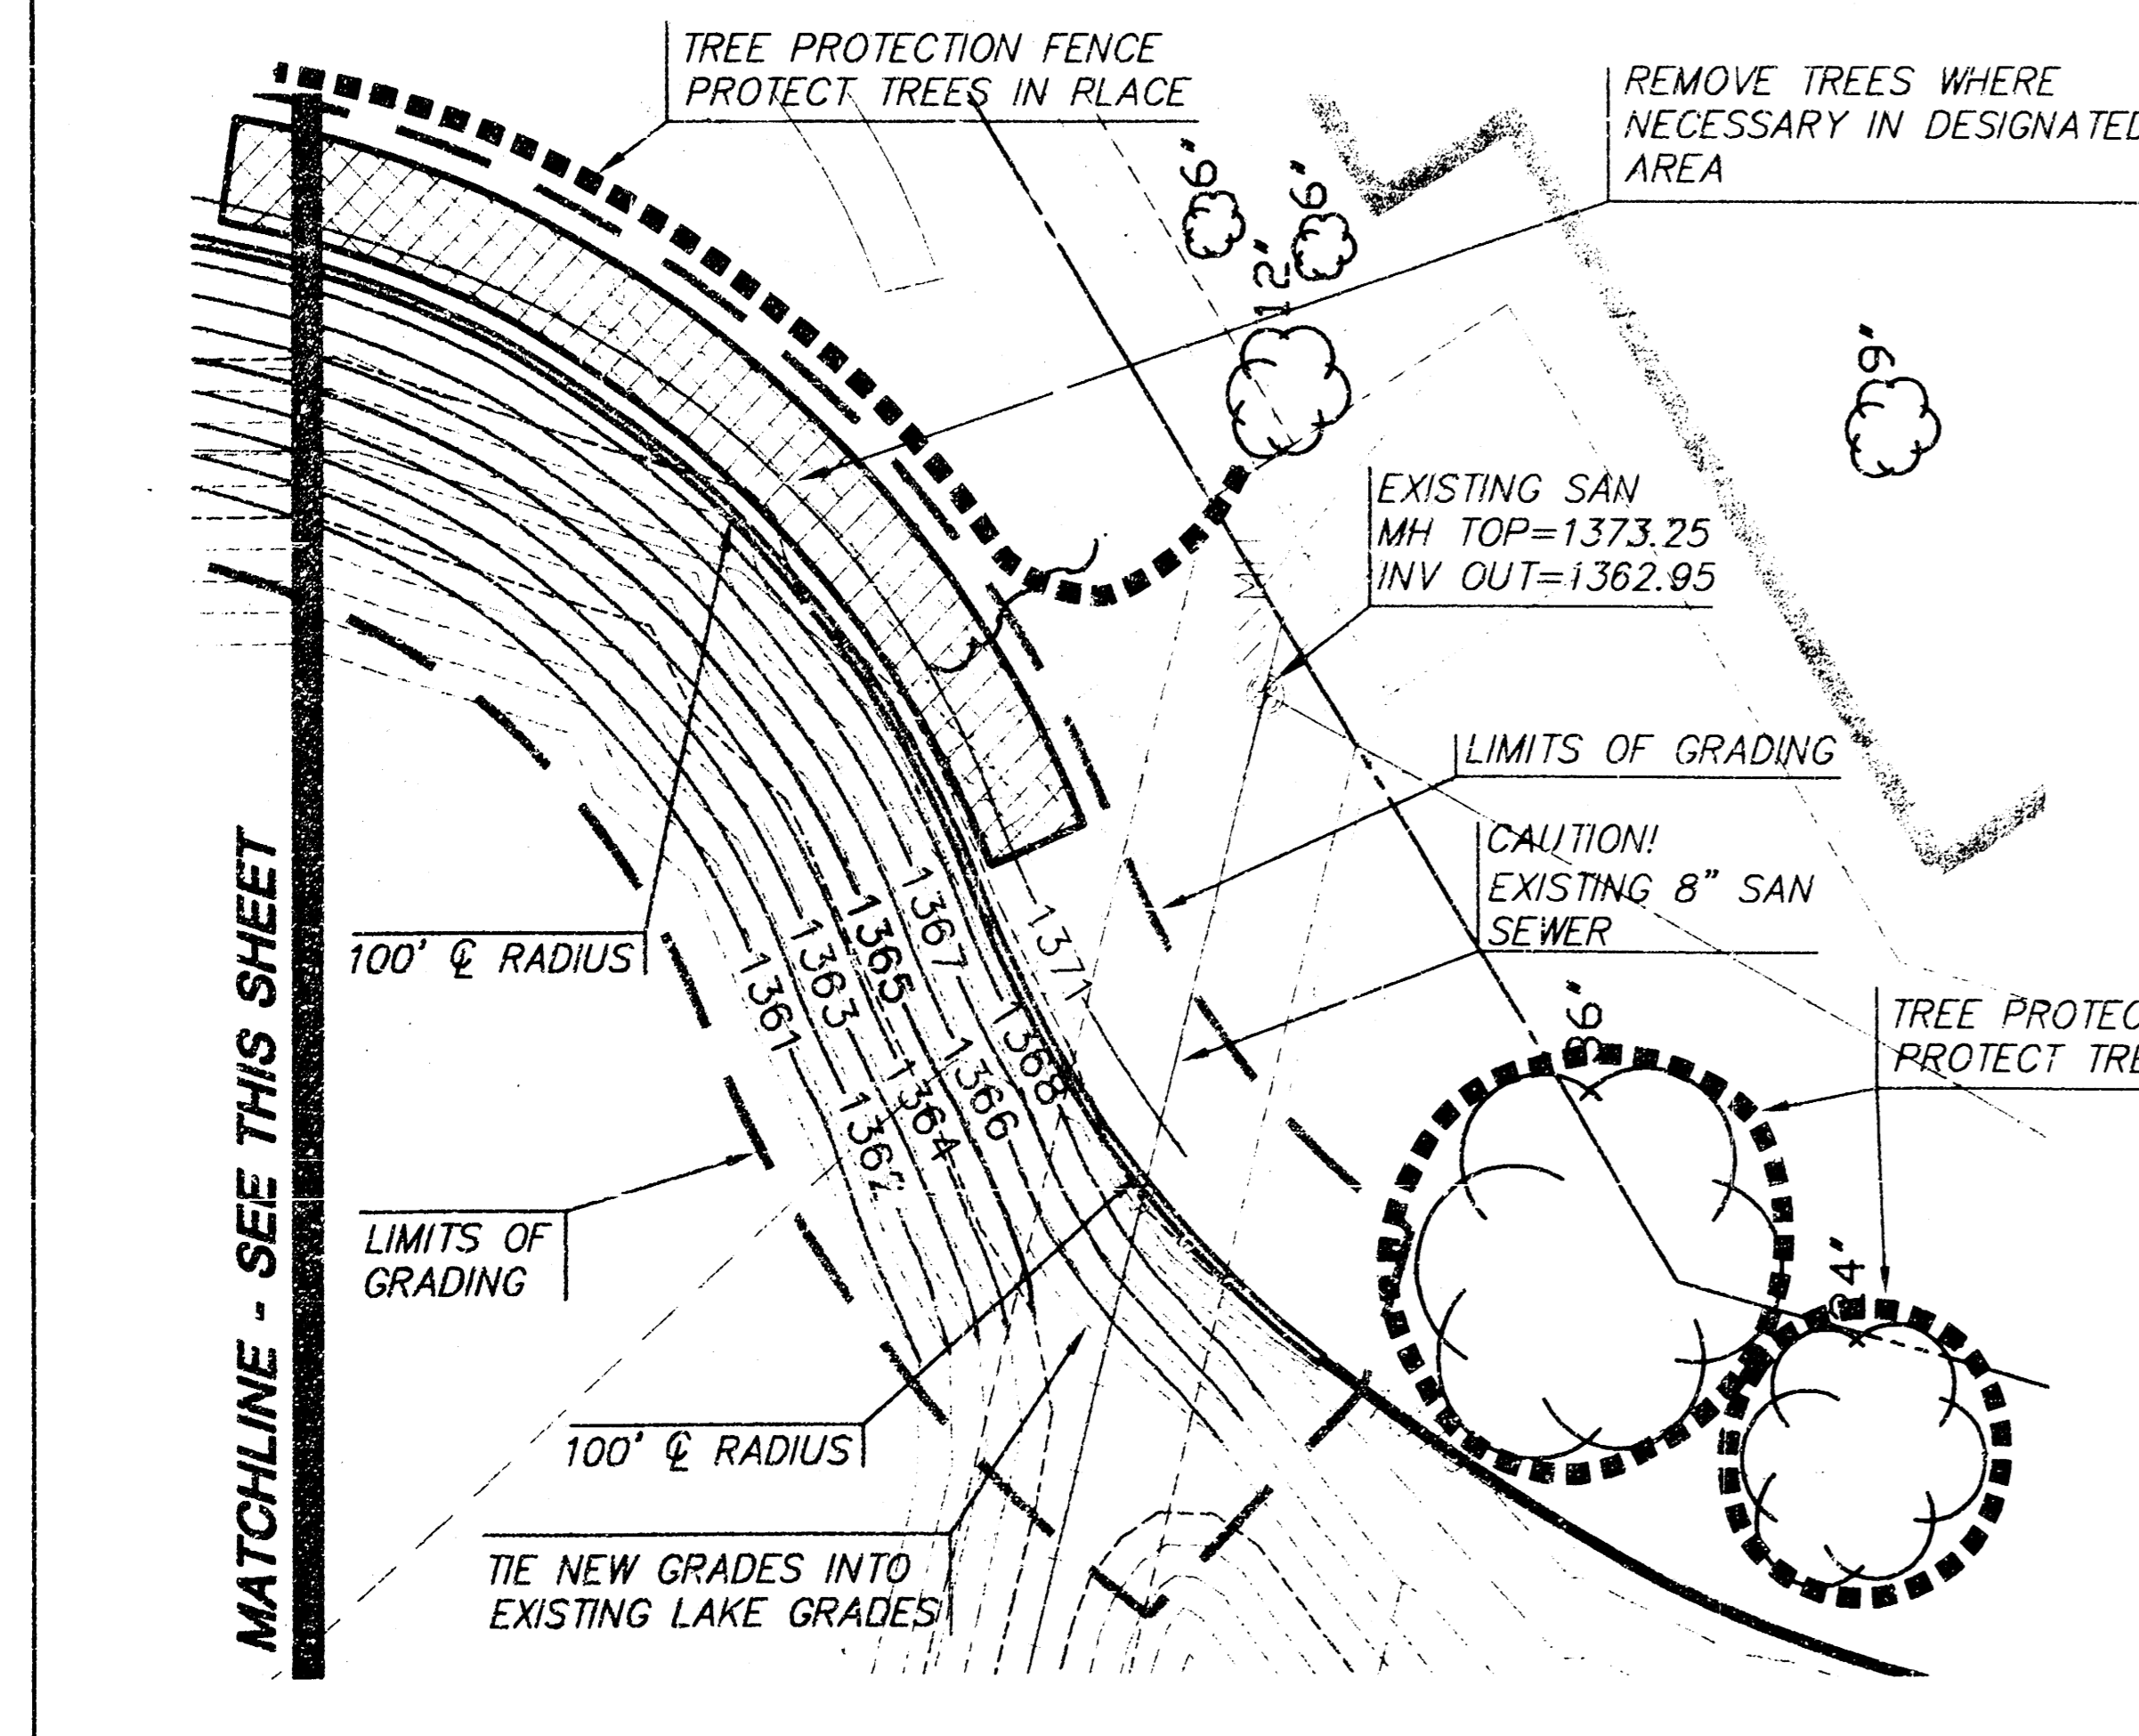 TREE PROTECTION FENCE
PROTECT TREES IN PLACE
REMOVE TREES WHERE
NECESSARY IN DESIGNATED
AREA
6"
6"
12"
9"
EXISTING SAN
MH TOP=1373.25
INV OUT=1362.95
LIMITS OF GRADING
CAUTION!
EXISTING 8" SAN
SEWER
100' ℄ RADIUS
1371
1367
1365
1363
1361
1368
1366
1364
1362
36"
TREE PROTEC
PROTECT TRE
24"
LIMITS OF
GRADING
100' ℄ RADIUS
TIE NEW GRADES INTO
EXISTING LAKE GRADES
MATCHLINE - SEE THIS SHEET